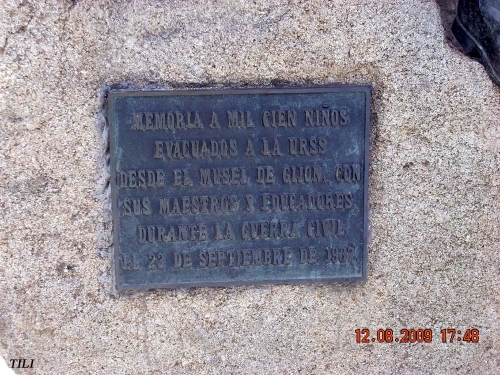 MEMORIA A MIL CIEN NIÑOS
EVACUADOS A LA URSS
DESDE EL MUSEL DE GIJON, CON
SUS MAESTROS Y EDUCADORES,
DURANTE LA GUERRA CIVIL
EL 23 DE SEPTIEMBRE DE 1937.
12.08.2009 17:48
TILI